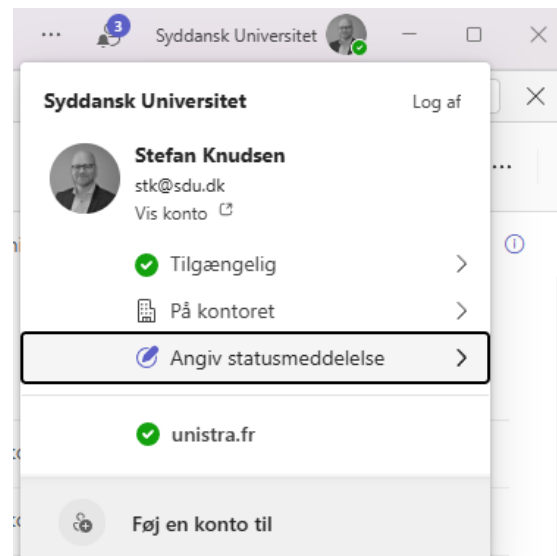 3
Syddansk Universitet
Syddansk Universitet Log af
Stefan Knudsen
stk@sdu.dk
Vis konto
Tilgængelig
På kontoret
Angiv statusmeddelelse
unistra.fr
Føj en konto til